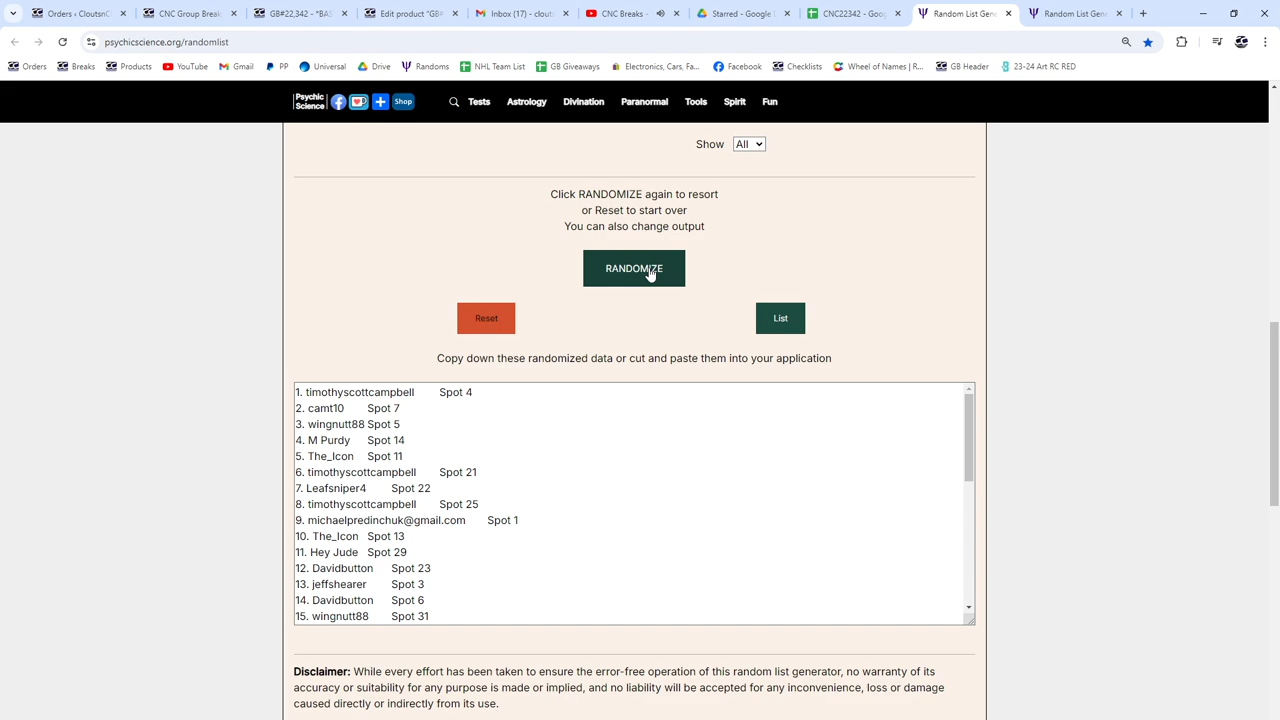 Orders ‹ CloutsnC
CNC Group Break
GB#22,342 - "BAS
Edit product "GB#
Inbox (17) - clouts
CNC Breaks -
Starred - Google
CNC22342 - Goo
Random List Gene
Random List Gene
psychicscience.org/randomlist
Orders
Breaks
Products
YouTube
Gmail
PP
Universal
Drive
Randoms
NHL Team List
GB Giveaways
Electronics, Cars, Fa...
Facebook
Checklists
Wheel of Names | R...
GB Header
23-24 Art RC RED
Psychic Science
Shop
Tests
Astrology
Divination
Paranormal
Tools
Spirit
Fun
Show All
Click RANDOMIZE again to resort
or Reset to start over
You can also change output
RANDOMIZE
Reset
List
Copy down these randomized data or cut and paste them into your application
1. timothyscottcampbell Spot 4
2. camt10 Spot 7
3. wingnutt88 Spot 5
4. M Purdy Spot 14
5. The_Icon Spot 11
6. timothyscottcampbell Spot 21
7. Leafsniper4 Spot 22
8. timothyscottcampbell Spot 25
9. michaelpredinchuk@gmail.com Spot 1
10. The_Icon Spot 13
11. Hey Jude Spot 29
12. Davidbutton Spot 23
13. jeffshearer Spot 3
14. Davidbutton Spot 6
15. wingnutt88 Spot 31
Disclaimer: While every effort has been taken to ensure the error-free operation of this random list generator, no warranty of its
accuracy or suitability for any purpose is made or implied, and no liability will be accepted for any inconvenience, loss or damage
caused directly or indirectly from its use.